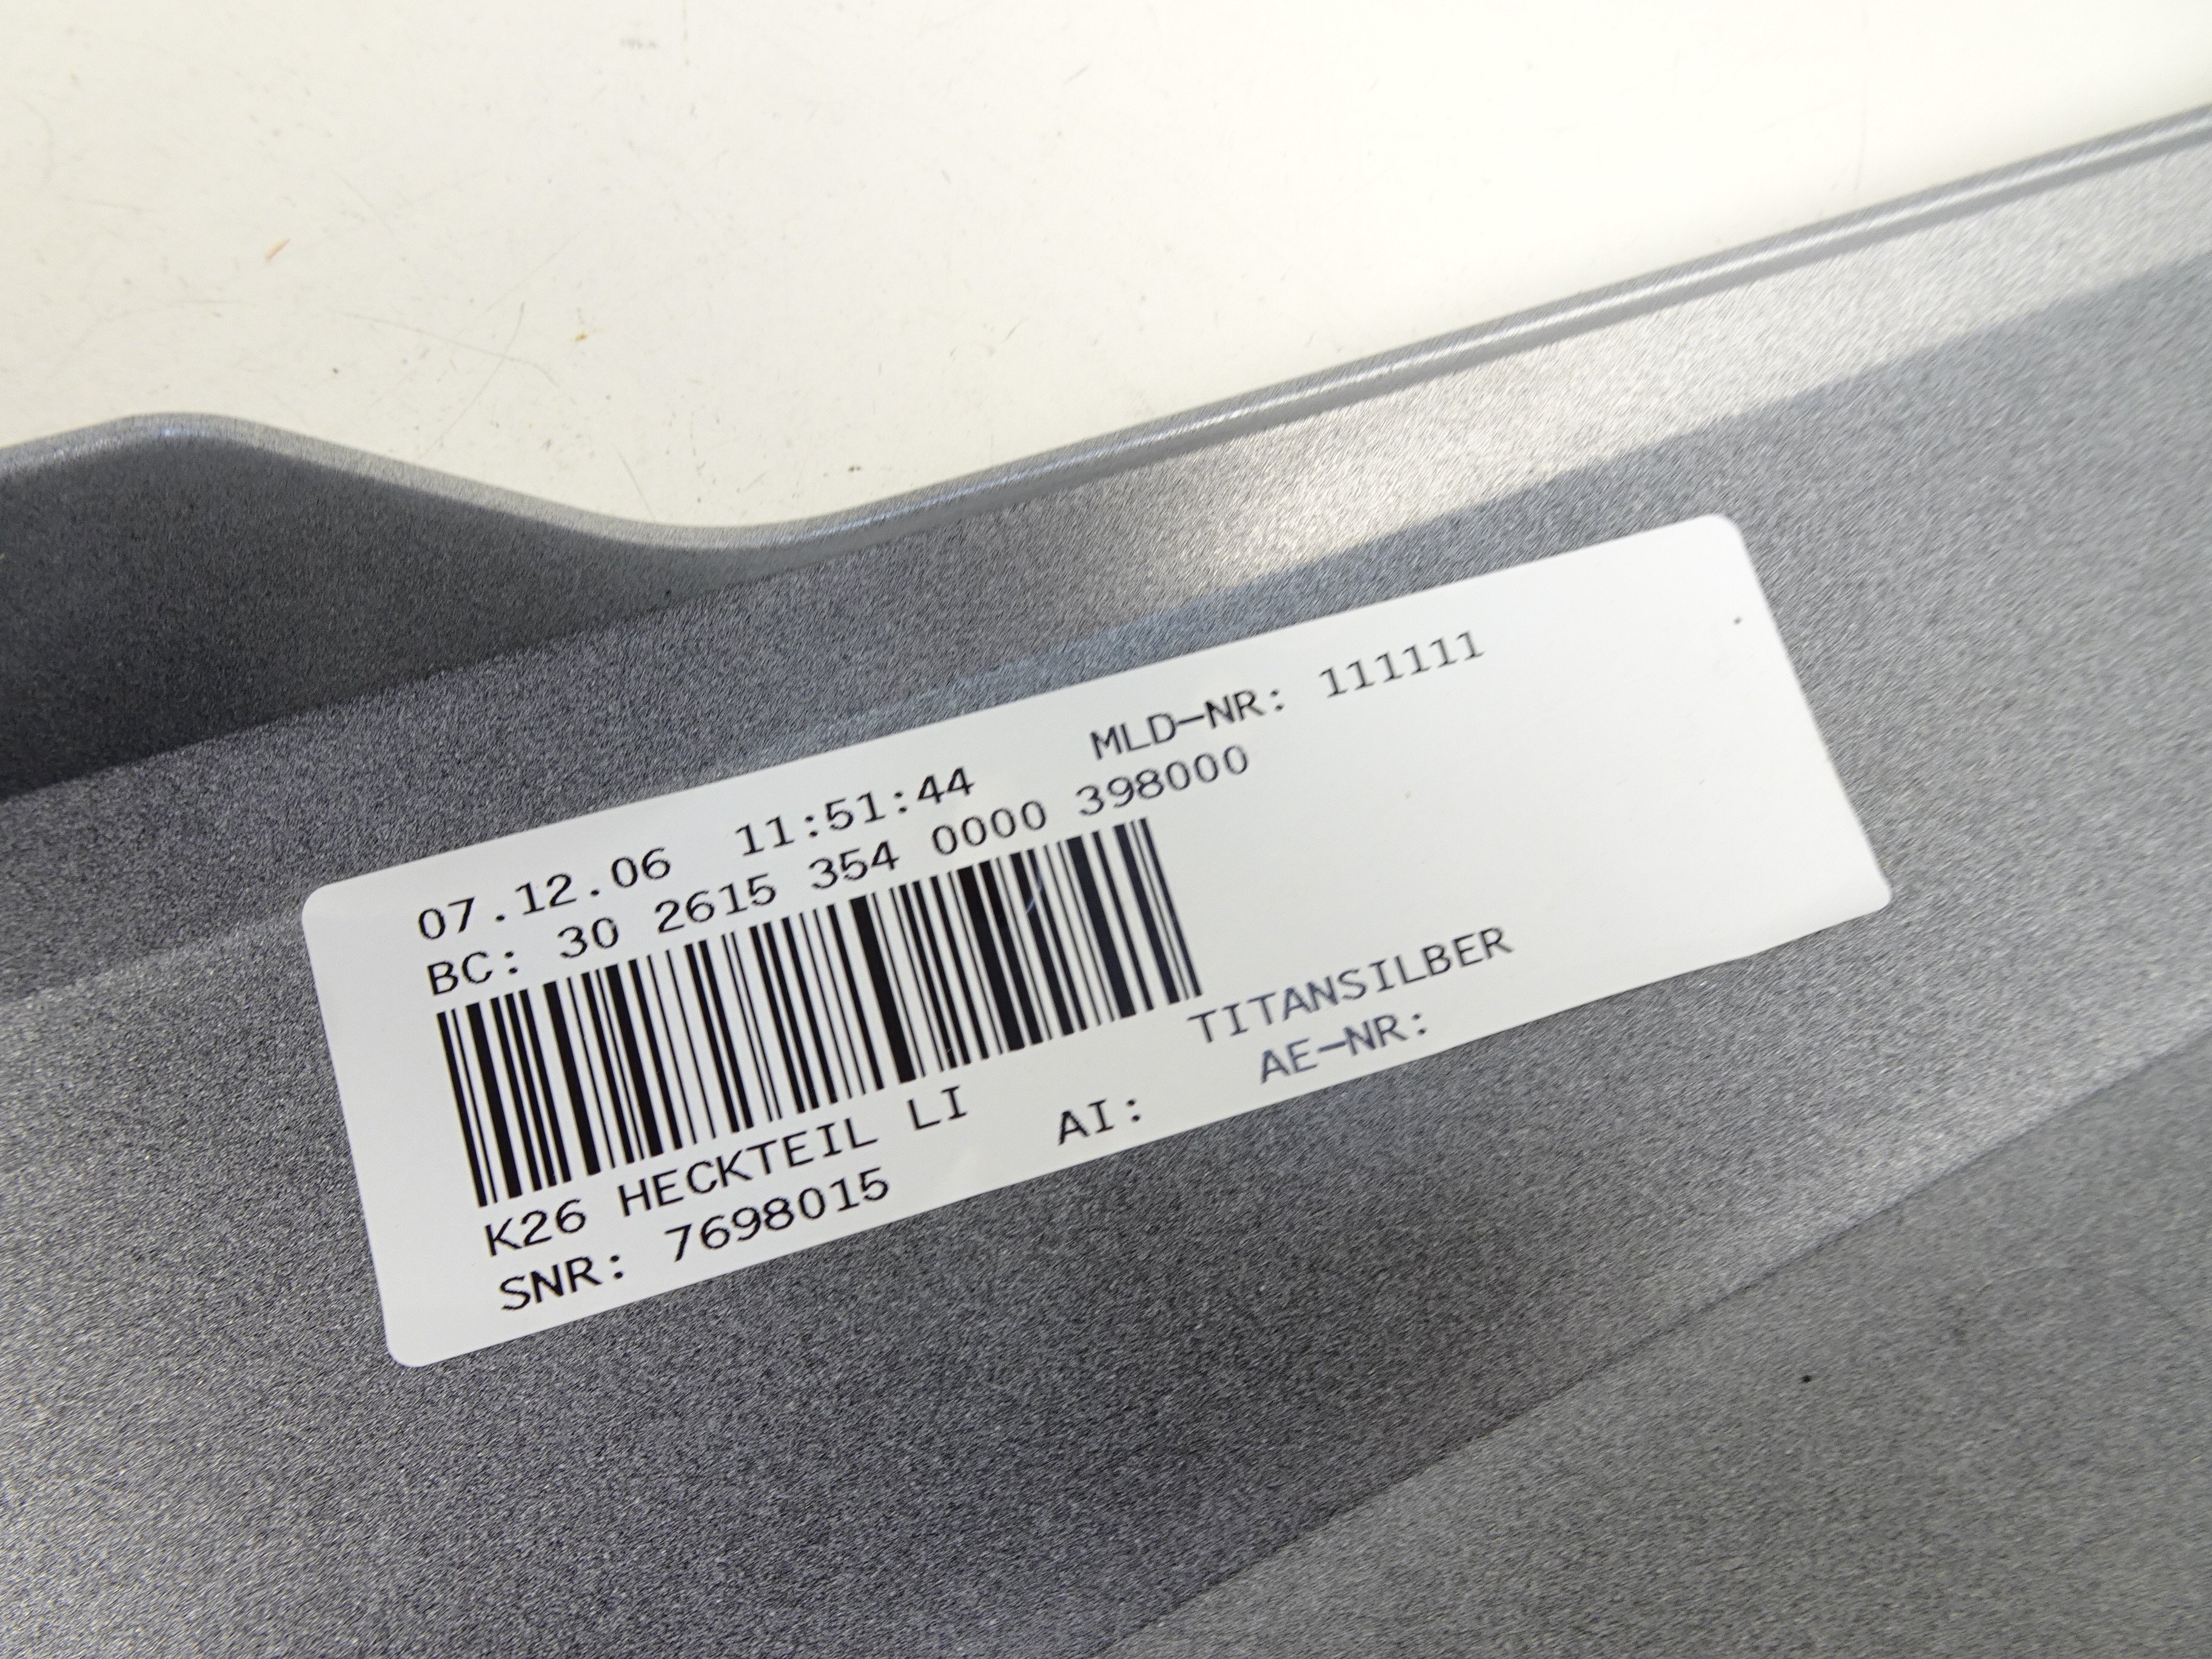 07.12.06 11:51:44 MLD-NR: 111111
BC: 30 2615 354 0000 398000
K26 HECKTEIL LI TITANSILBER
SNR: 7698015 AI: AE-NR: